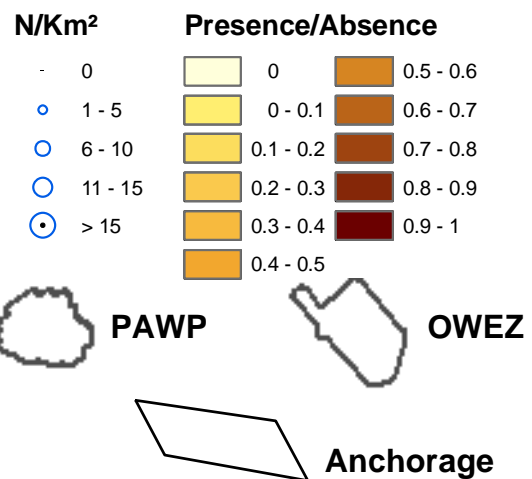 N/Km² Presence/Absence
- 0 0 0.5 - 0.6
1 - 5 0 - 0.1 0.6 - 0.7
6 - 10 0.1 - 0.2 0.7 - 0.8
11 - 15 0.2 - 0.3 0.8 - 0.9
> 15 0.3 - 0.4 0.9 - 1
0.4 - 0.5
PAWP OWEZ
Anchorage